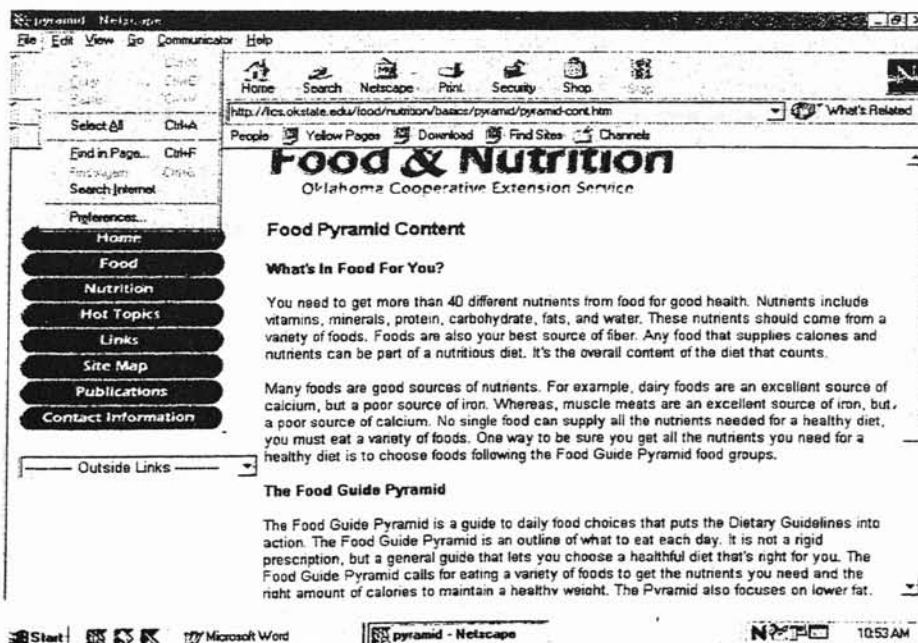 pyramid - Netscape
File Edit View Go Communicator Help
Select All Ctrl+A
Find in Page... Ctrl+F
Search Internet
Preferences...
Home Search Netscape Print Security Shop
http://fics.okstate.edu/food/nutrition/basics/pyramid/pyramid-cont.htm What's Related
People Yellow Pages Download Find Sites Channels
Food & Nutrition
Oklahoma Cooperative Extension Service
Home
Food
Nutrition
Hot Topics
Links
Site Map
Publications
Contact Information
Outside Links
Food Pyramid Content
What's In Food For You?
You need to get more than 40 different nutrients from food for good health. Nutrients include
vitamins, minerals, protein, carbohydrate, fats, and water. These nutrients should come from a
variety of foods. Foods are also your best source of fiber. Any food that supplies calories and
nutrients can be part of a nutritious diet. It's the overall content of the diet that counts.
Many foods are good sources of nutrients. For example, dairy foods are an excellent source of
calcium, but a poor source of iron. Whereas, muscle meats are an excellent source of iron, but
a poor source of calcium. No single food can supply all the nutrients needed for a healthy diet,
you must eat a variety of foods. One way to be sure you get all the nutrients you need for a
healthy diet is to choose foods following the Food Guide Pyramid food groups.
The Food Guide Pyramid
The Food Guide Pyramid is a guide to daily food choices that puts the Dietary Guidelines into
action. The Food Guide Pyramid is an outline of what to eat each day. It is not a rigid
prescription, but a general guide that lets you choose a healthful diet that's right for you. The
Food Guide Pyramid calls for eating a variety of foods to get the nutrients you need and the
right amount of calories to maintain a healthy weight. The Pyramid also focuses on lower fat.
Start Microsoft Word pyramid - Netscape 10:53 AM